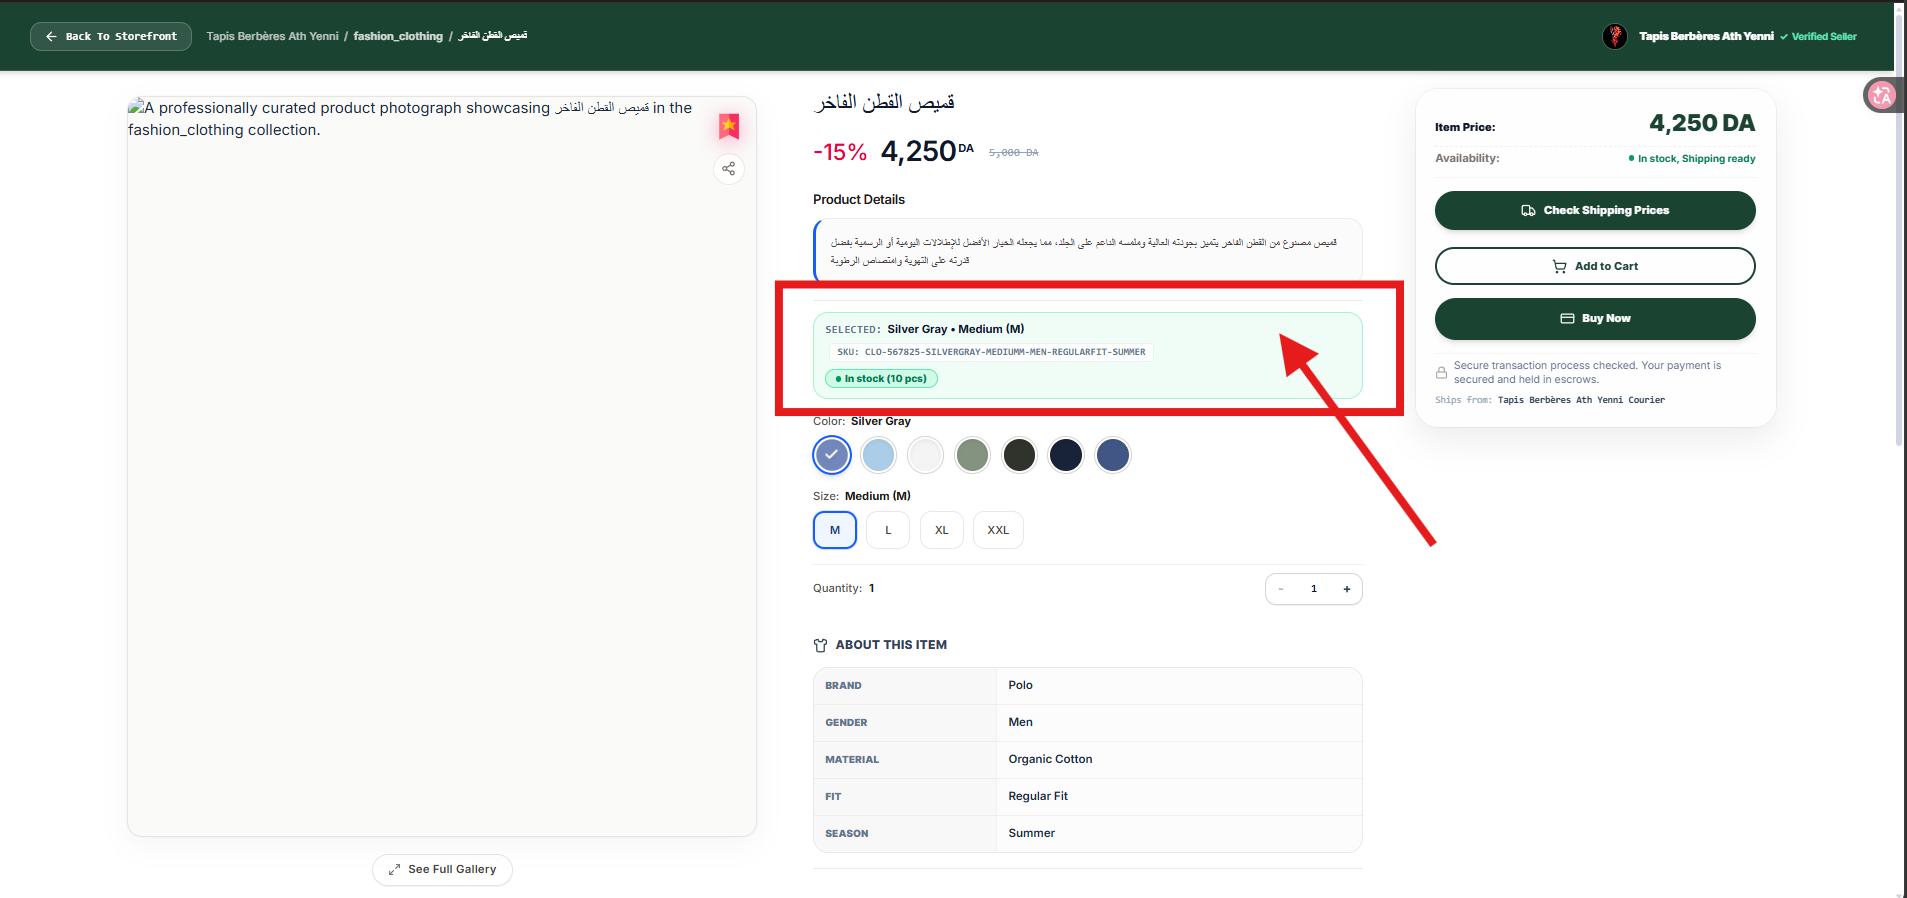 Back To Storefront
Tapis Berbères Ath Yenni / fashion_clothing / قميص القطن الفاخر
Tapis Berbères Ath Yenni Verified Seller
A professionally curated product photograph showcasing قميص القطن الفاخر in the
fashion_clothing collection.
See Full Gallery
قميص القطن الفاخر
-15% 4,250 DA 5,000 DA
Product Details
قميص مصنوع من القطن الفاخر يتميز بجودته العالية وملمسه الناعم على الجلد، مما يجعله الخيار الأفضل للإطلالات اليومية أو الرسمية بفضل
قدرته على التهوية وامتصاص الرطوبة
SELECTED: Silver Gray • Medium (M)
SKU: CLO-567825-SILVERGRAY-MEDIUMM-MEN-REGULARFIT-SUMMER
In stock (10 pcs)
Color: Silver Gray
Size: Medium (M)
M L XL XXL
Quantity: 1
- 1 +
ABOUT THIS ITEM
BRAND Polo
GENDER Men
MATERIAL Organic Cotton
FIT Regular Fit
SEASON Summer
Item Price: 4,250 DA
Availability: In stock, Shipping ready
Check Shipping Prices
Add to Cart
Buy Now
Secure transaction process checked. Your payment is
secured and held in escrows.
Ships from: Tapis Berbères Ath Yenni Courier